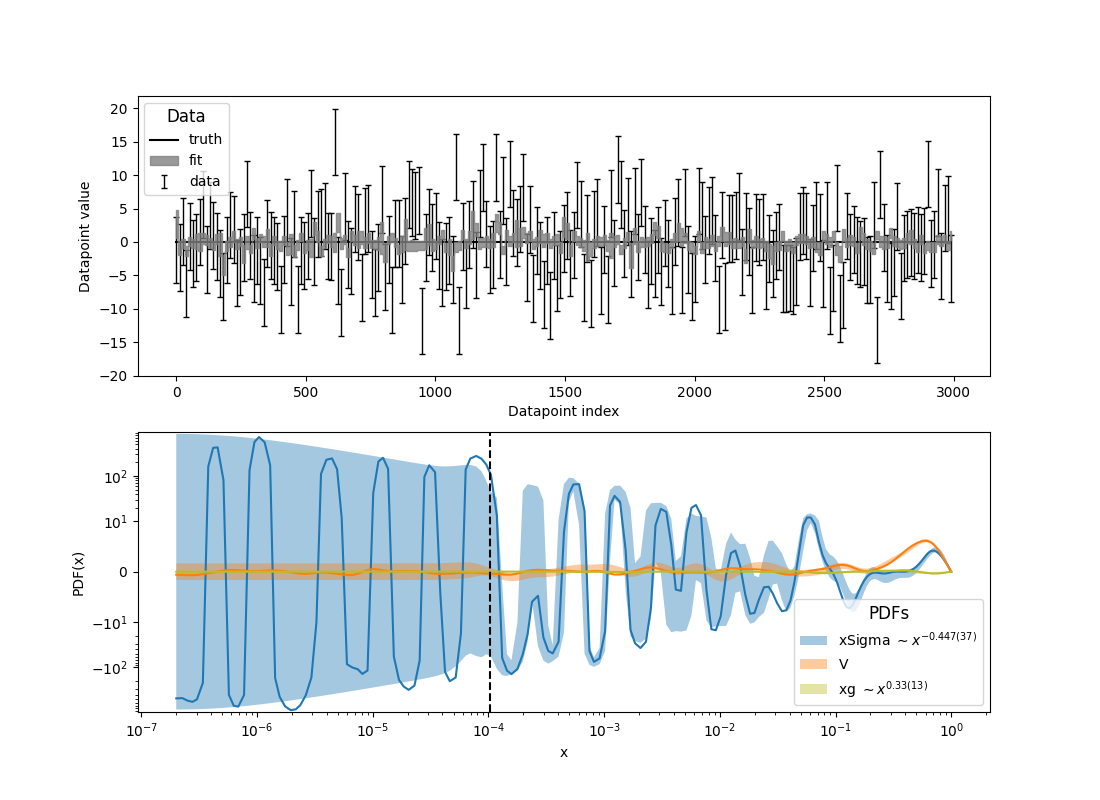 Data
truth
fit
data
20
15
10
5
0
−5
−10
−15
−20
Datapoint value
0
500
1000
1500
2000
2500
3000
Datapoint index
10²
10¹
0
−10¹
−10²
PDF(x)
PDFs
xSigma ∼ x^−0.447(37)
V
xg ∼ x^0.33(13)
10⁻⁷
10⁻⁶
10⁻⁵
10⁻⁴
10⁻³
10⁻²
10⁻¹
10⁰
x